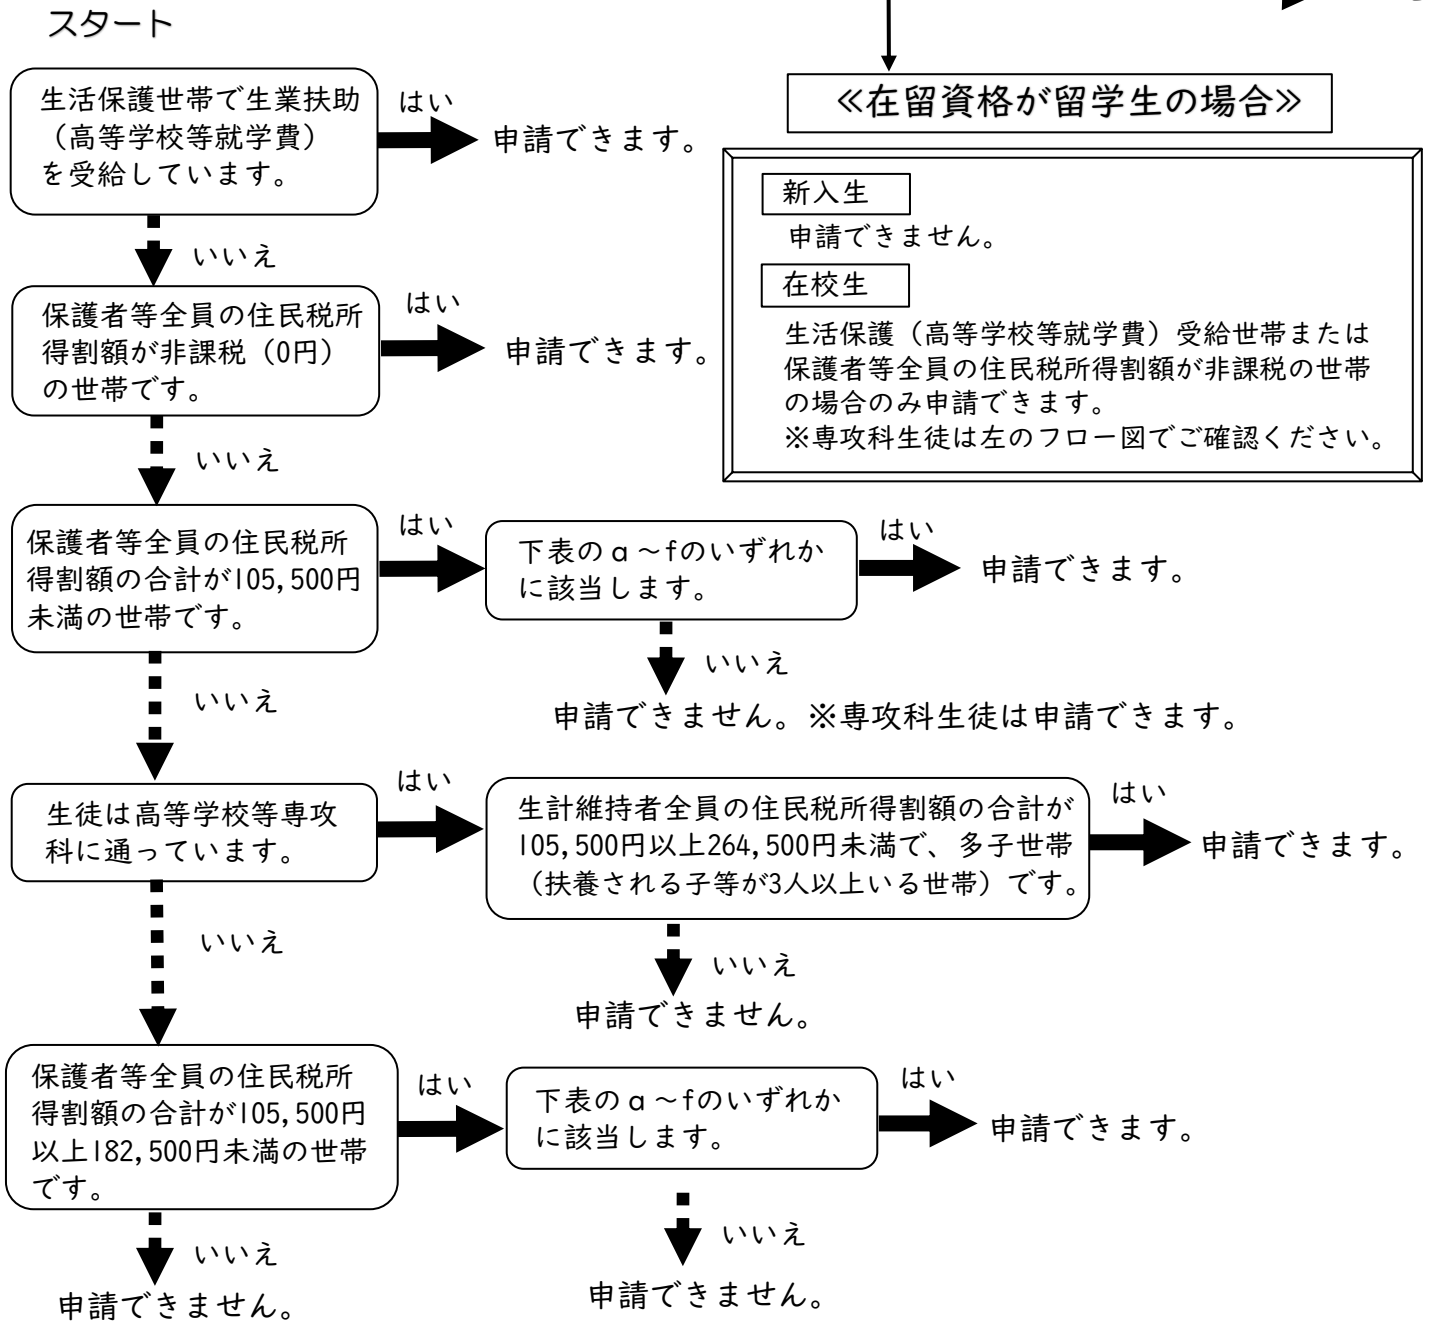 スタート
生活保護世帯で生業扶助
(高等学校等就学費)
を受給しています。
はい
申請できます。
いいえ
≪在留資格が留学生の場合≫
新入生
申請できません。
在校生
生活保護(高等学校等就学費)受給世帯または
保護者等全員の住民税所得割額が非課税の世帯
の場合のみ申請できます。
※専攻科生徒は左のフロー図でご確認ください。
保護者等全員の住民税所
得割額が非課税(0円)
の世帯です。
はい
申請できます。
いいえ
保護者等全員の住民税所
得割額の合計が105,500円
未満の世帯です。
はい
下表のa~fのいずれか
に該当します。
はい
申請できます。
いいえ
申請できません。※専攻科生徒は申請できます。
いいえ
生徒は高等学校等専攻
科に通っています。
はい
生計維持者全員の住民税所得割額の合計が
105,500円以上264,500円未満で、多子世帯
(扶養される子等が3人以上いる世帯)です。
はい
申請できます。
いいえ
申請できません。
いいえ
保護者等全員の住民税所
得割額の合計が105,500円
以上182,500円未満の世帯
です。
はい
下表のa~fのいずれか
に該当します。
はい
申請できます。
いいえ
申請できません。
いいえ
申請できません。